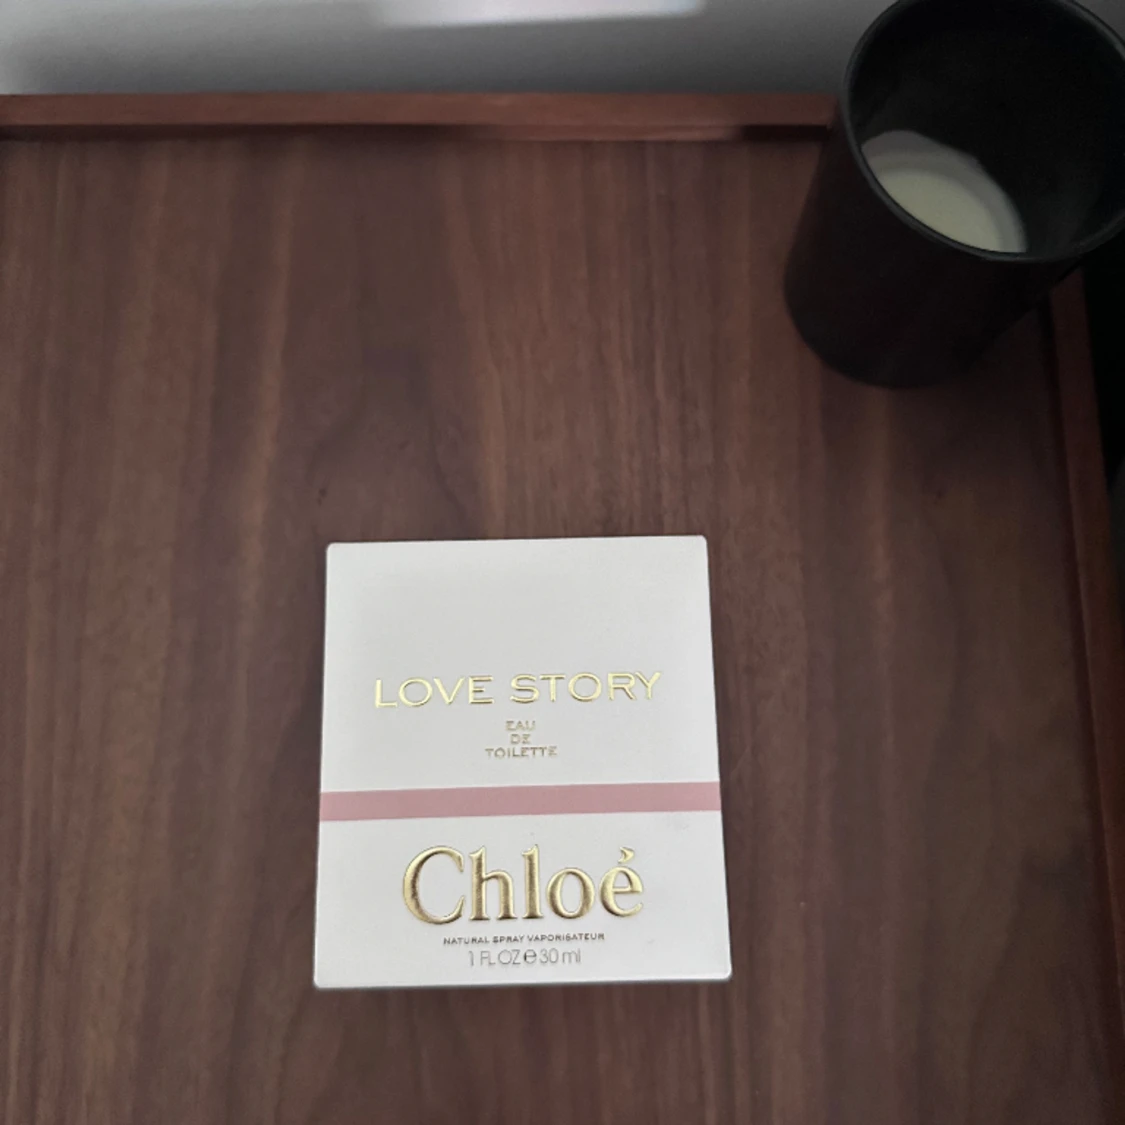 LOVE STORY
EAU
DE
TOILETTE
Chloé
NATURAL SPRAY VAPORISATEUR
1 FL OZ ℮ 30 ml